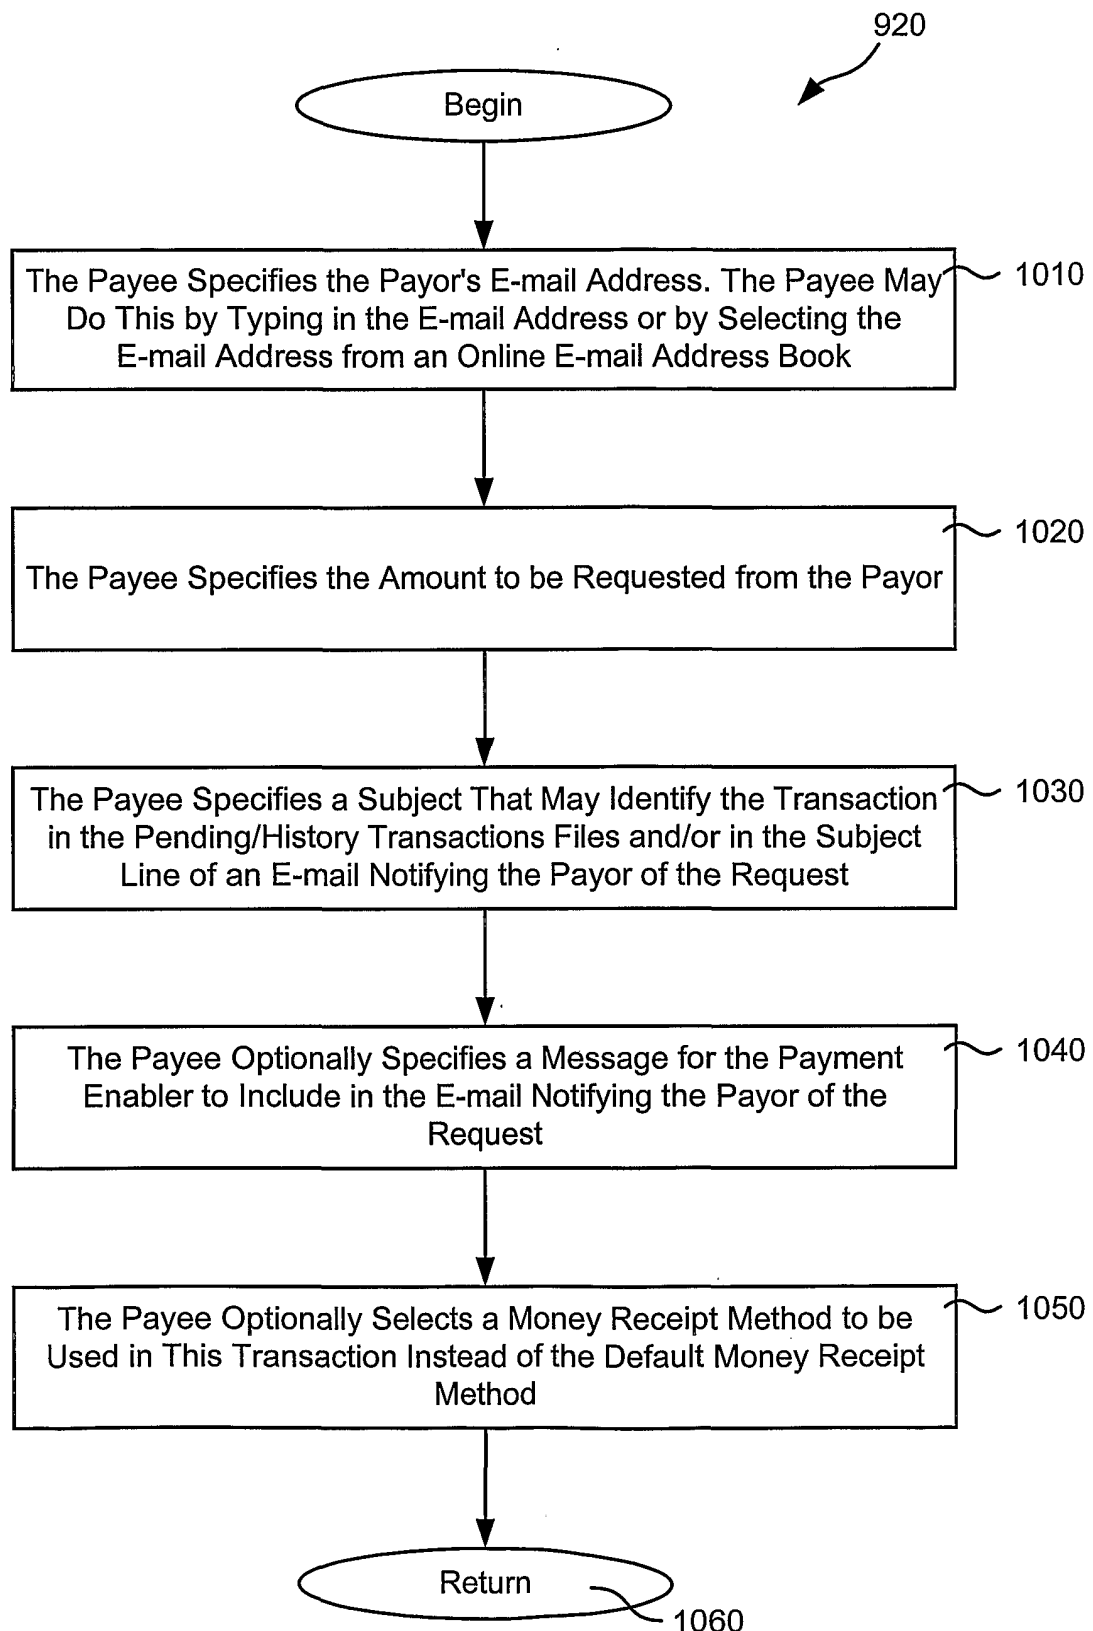 920
Begin
The Payee Specifies the Payor's E-mail Address. The Payee May
Do This by Typing in the E-mail Address or by Selecting the
E-mail Address from an Online E-mail Address Book
1010
The Payee Specifies the Amount to be Requested from the Payor
1020
The Payee Specifies a Subject That May Identify the Transaction
in the Pending/History Transactions Files and/or in the Subject
Line of an E-mail Notifying the Payor of the Request
1030
The Payee Optionally Specifies a Message for the Payment
Enabler to Include in the E-mail Notifying the Payor of the
Request
1040
The Payee Optionally Selects a Money Receipt Method to be
Used in This Transaction Instead of the Default Money Receipt
Method
1050
Return
1060